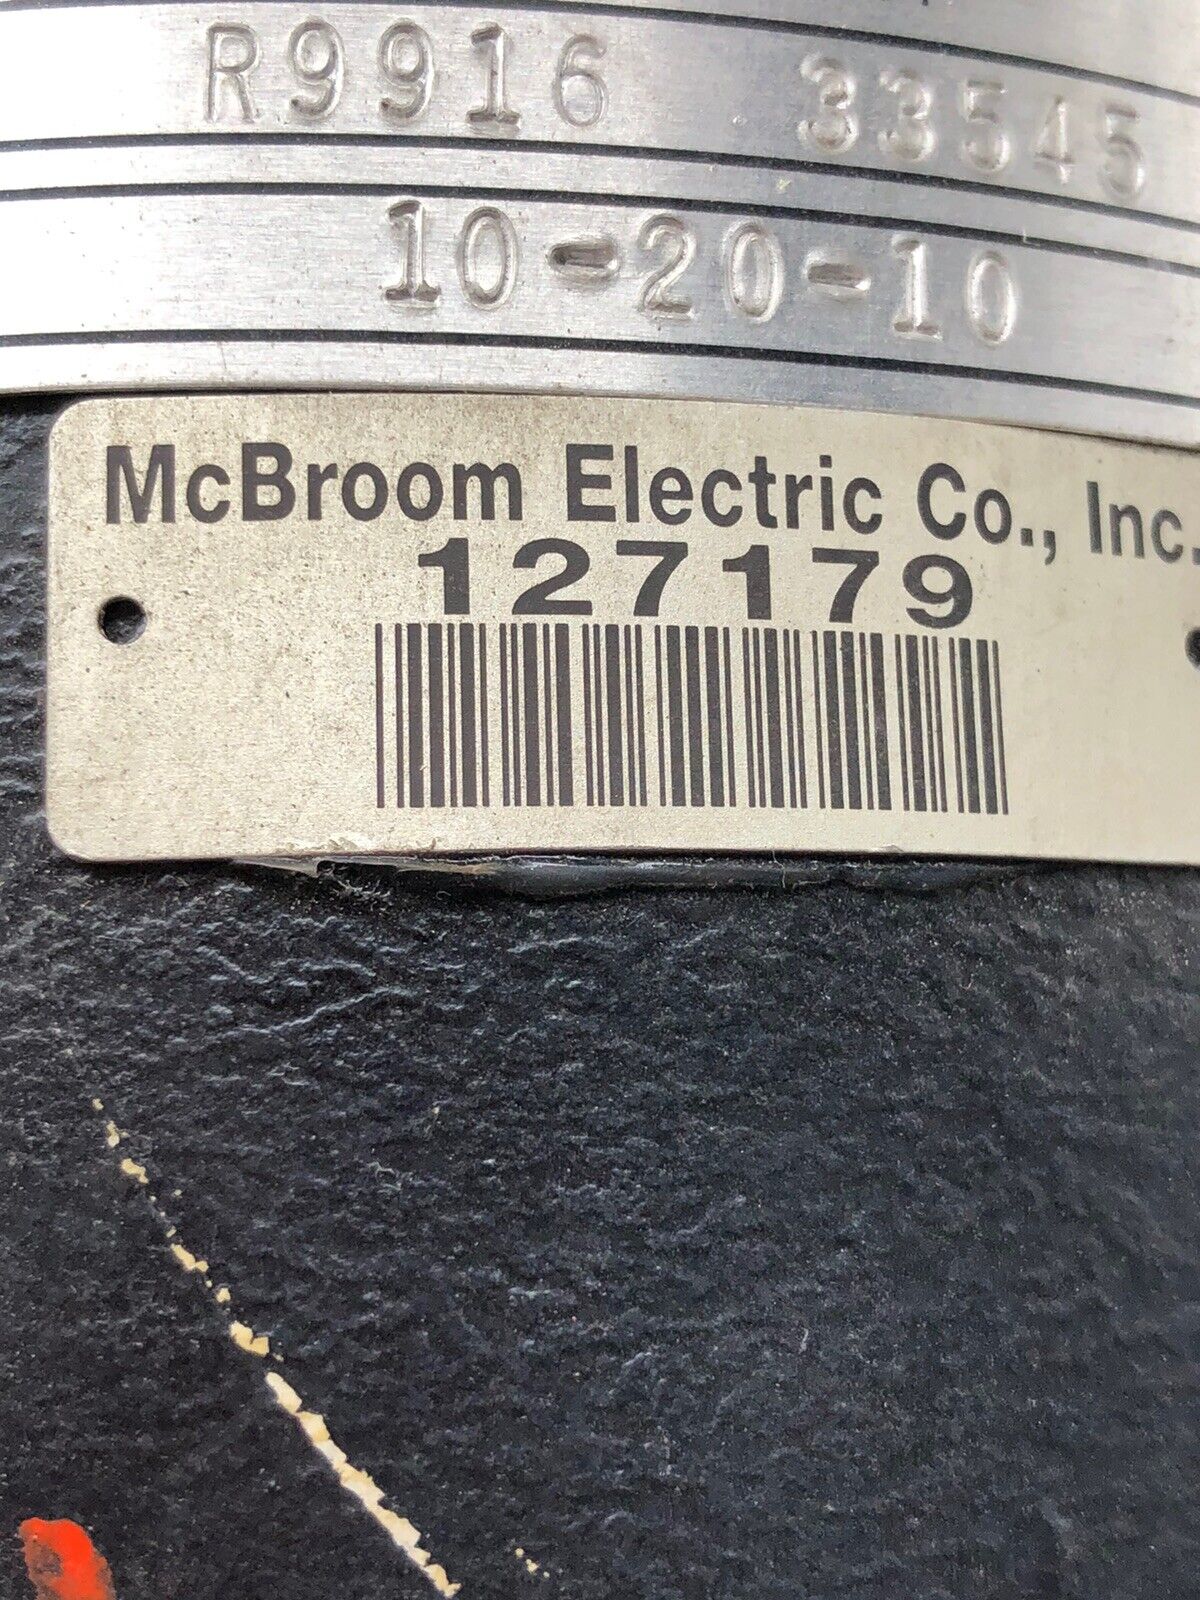 R9916 33545
10-20-10
McBroom Electric Co., Inc.
127179